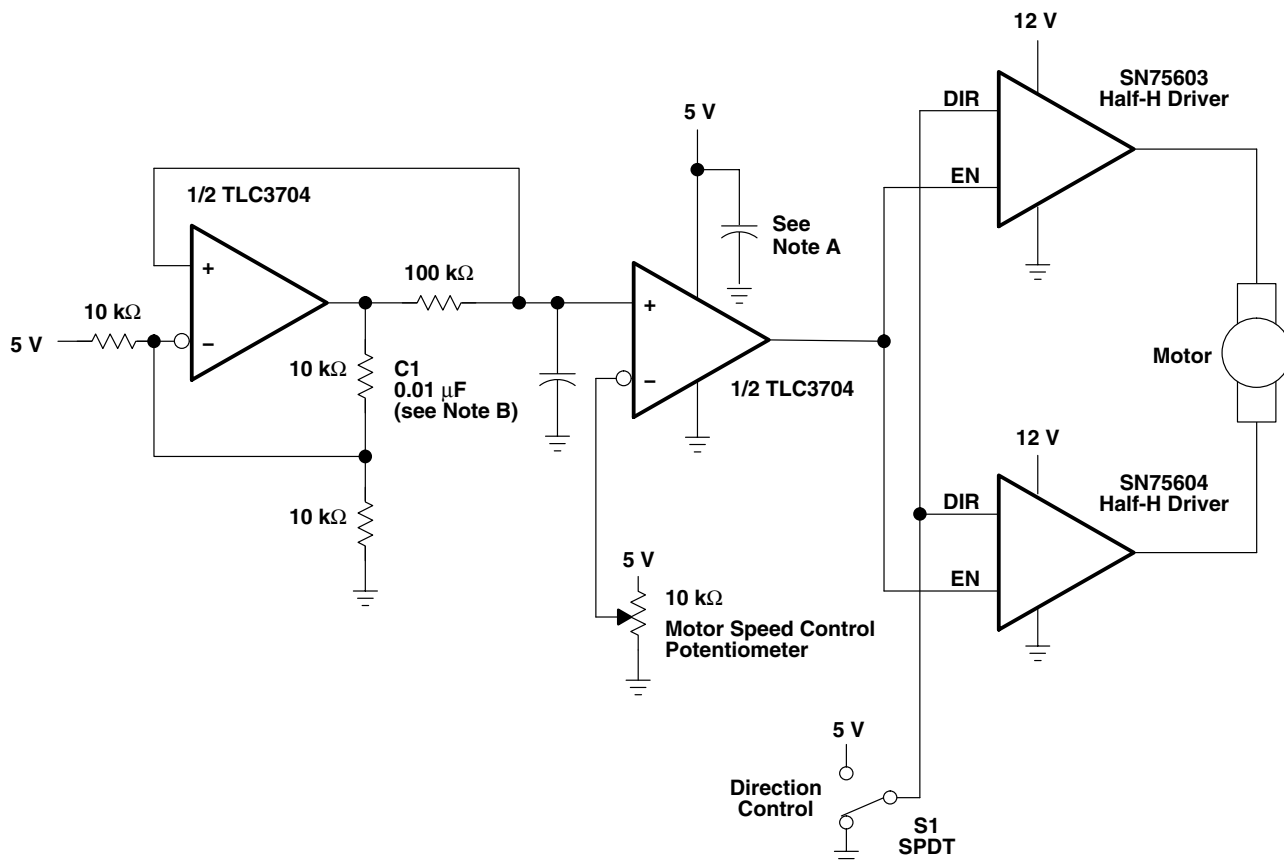 12 V
SN75603
Half-H Driver
DIR
5 V
EN
1/2 TLC3704
See
Note A
+
100 kΩ
10 kΩ
+
5 V
–
10 kΩ
C1
0.01 μF
(see Note B)
–
1/2 TLC3704
Motor
12 V
SN75604
Half-H Driver
DIR
10 kΩ
5 V
EN
10 kΩ
Motor Speed Control
Potentiometer
5 V
Direction
Control
S1
SPDT